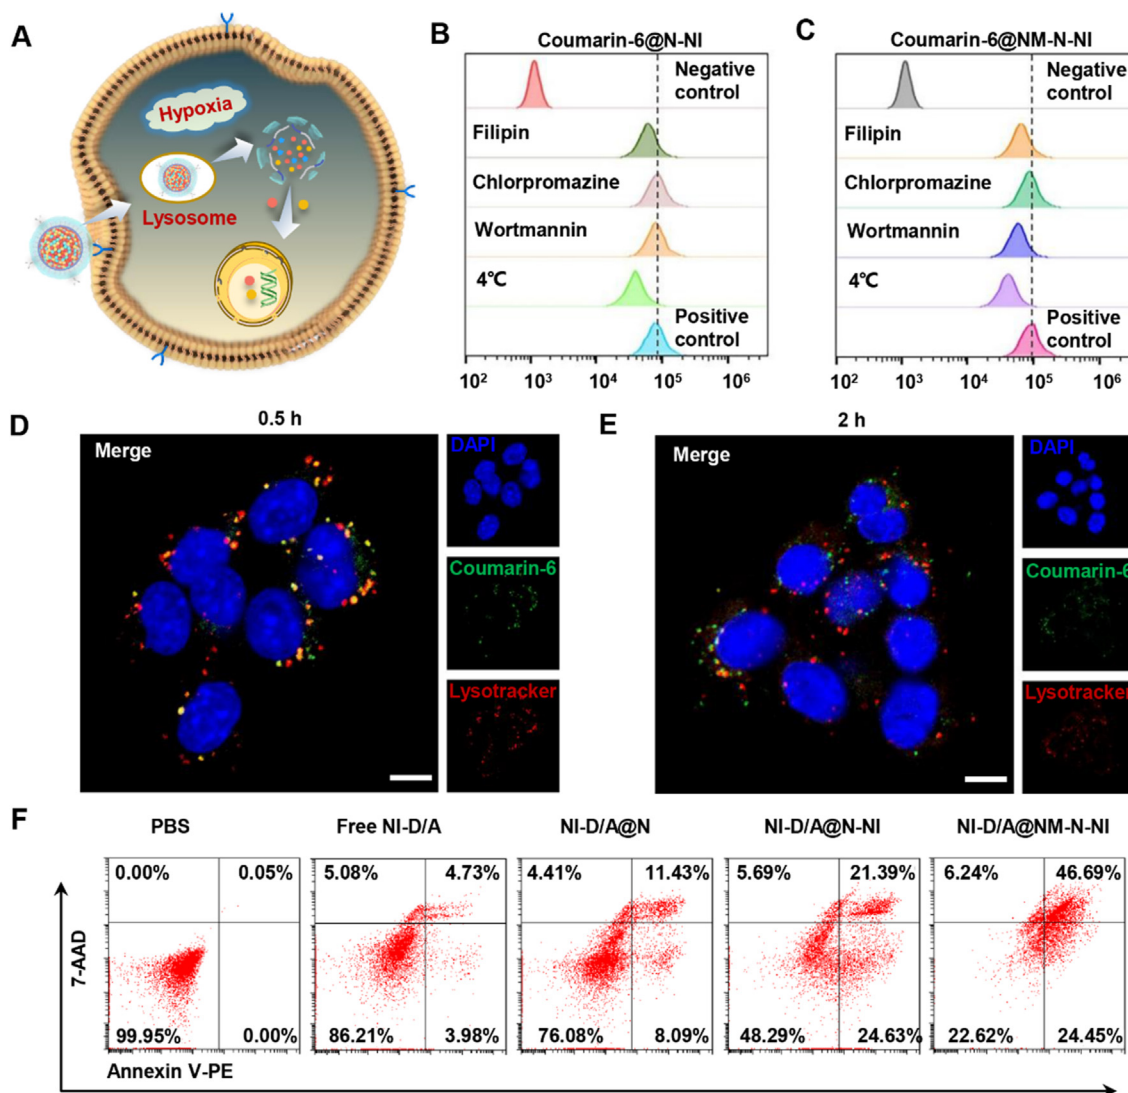 A
Hypoxia
Lysosome
B
Coumarin-6@N-NI
Negative
control
Filipin
Chlorpromazine
Wortmannin
4℃
Positive
control
10² 10³ 10⁴ 10⁵ 10⁶
C
Coumarin-6@NM-N-NI
Negative
control
Filipin
Chlorpromazine
Wortmannin
4℃
Positive
control
10² 10³ 10⁴ 10⁵ 10⁶
D
0.5 h
Merge
DAPI
Coumarin-6
Lysotracker
E
2 h
Merge
DAPI
Coumarin-6
Lysotracker
F
PBS Free NI-D/A NI-D/A@N NI-D/A@N-NI NI-D/A@NM-N-NI
0.00% 0.05% 5.08% 4.73% 4.41% 11.43% 5.69% 21.39% 6.24% 46.69%
7-AAD
99.95% 0.00% 86.21% 3.98% 76.08% 8.09% 48.29% 24.63% 22.62% 24.45%
Annexin V-PE